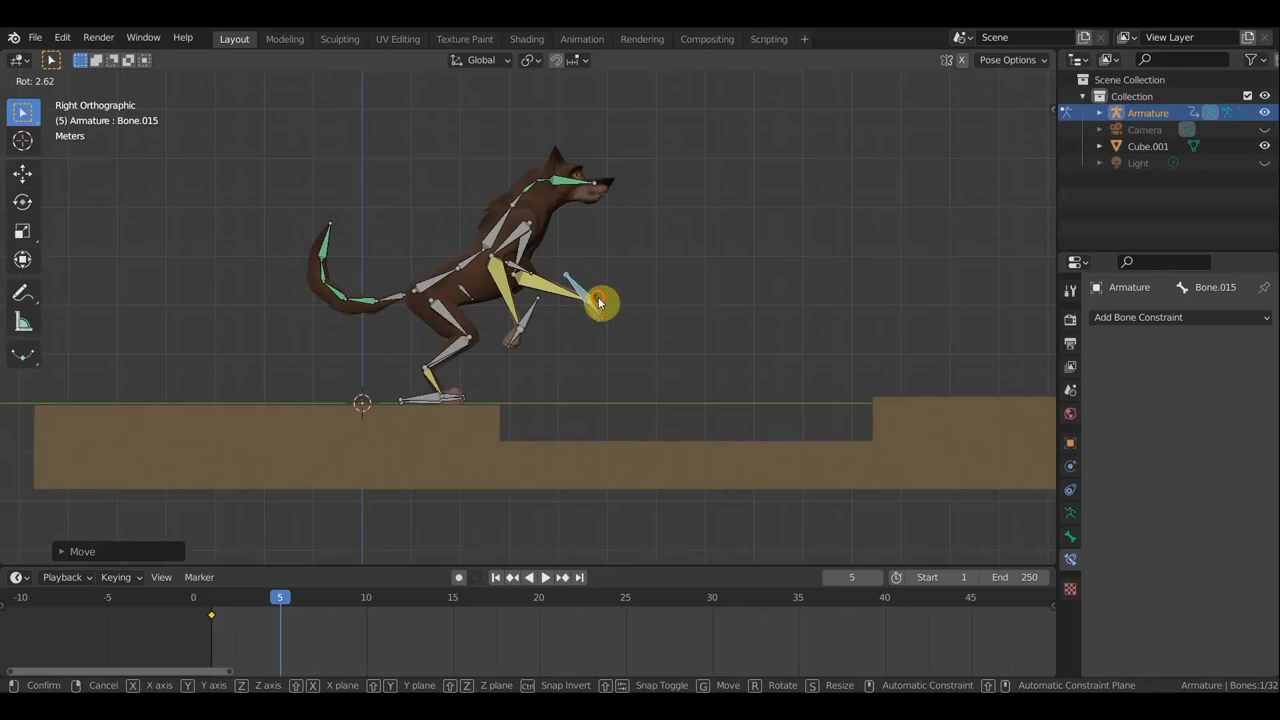 File Edit Render Window Help Layout Modeling Sculpting UV Editing Texture Paint Shading Animation Rendering Compositing Scripting + Scene View Layer
Global X Pose Options
Rot: 2.62
Right Orthographic
(5) Armature : Bone.015
Meters
Scene Collection
Collection
Armature
Camera
Cube.001
Light
Armature Bone.015
Add Bone Constraint
Move
Playback Keying View Marker 5 Start 1 End 250
-10 -5 0 5 10 15 20 25 30 35 40 45
Confirm Cancel X X axis Y Y axis Z Z axis X X plane Y Y plane Z Z plane Ctrl Snap Invert Snap Toggle G Move R Rotate S Resize Automatic Constraint Automatic Constraint Plane Armature | Bones:1/32